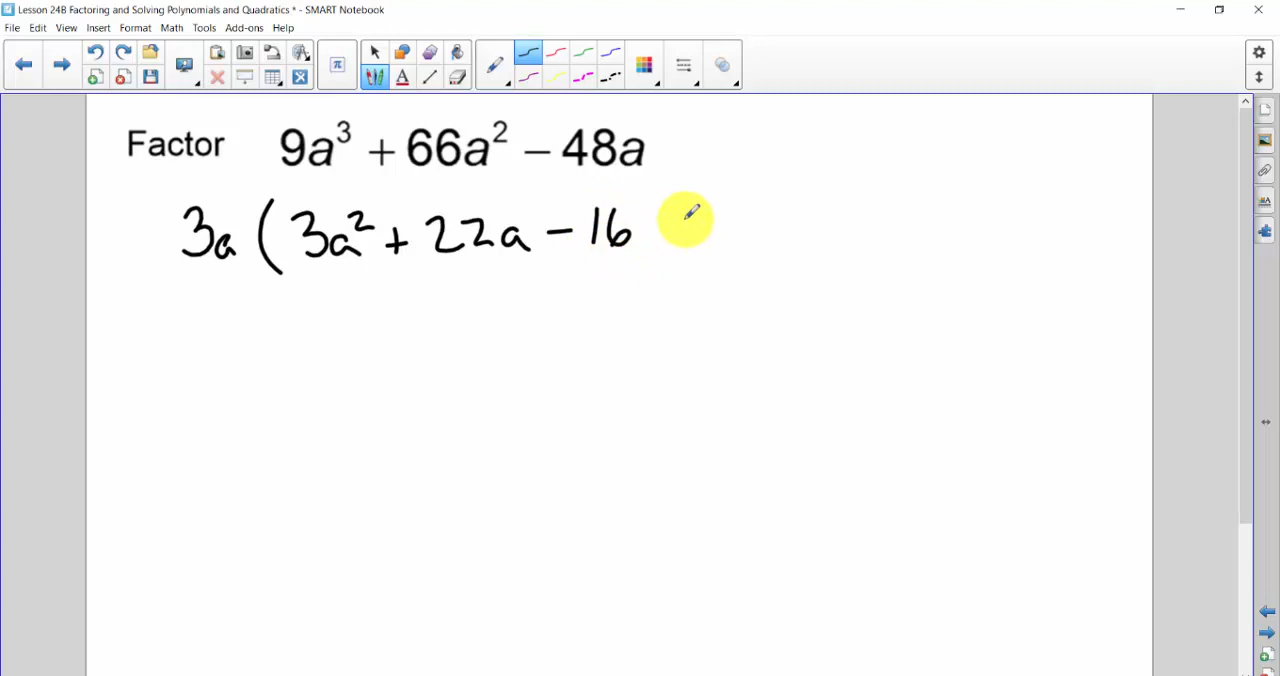 Lesson 24B Factoring and Solving Polynomials and Quadratics * - SMART Notebook
File Edit View Insert Format Math Tools Add-ons Help
Factor 9a³ + 66a² − 48a
3a ( 3a² + 22a − 16